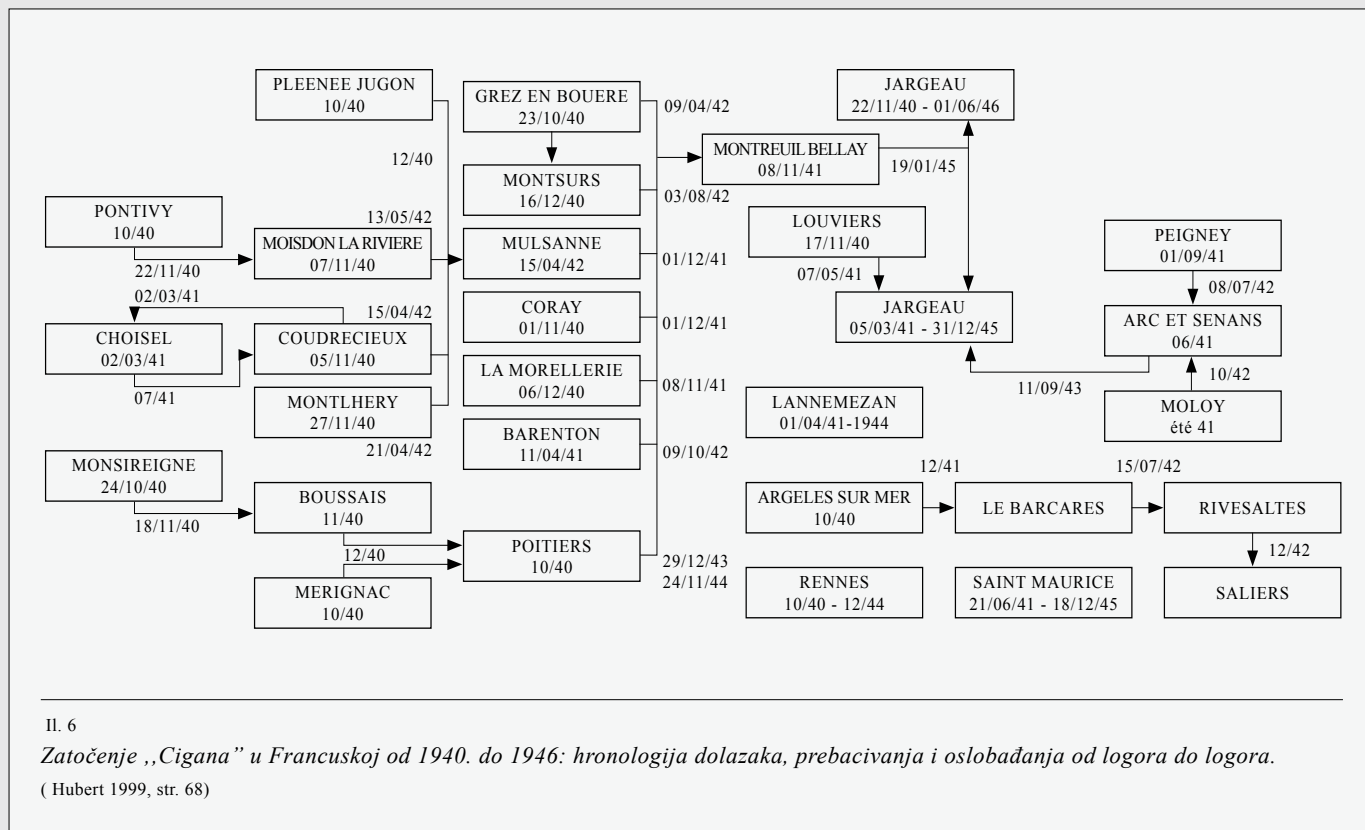 PLEENEE JUGON
10/40
12/40
PONTIVY
10/40
22/11/40
13/05/42
MOISDON LA RIVIERE
07/11/40
02/03/41
CHOISEL
02/03/41
07/41
15/04/42
COUDRECIEUX
05/11/40
MONTLHERY
27/11/40
21/04/42
MONSIREIGNE
24/10/40
18/11/40
BOUSSAIS
11/40
12/40
MERIGNAC
10/40
GREZ EN BOUERE
23/10/40
09/04/42
MONTSURS
16/12/40
03/08/42
MULSANNE
15/04/42
01/12/41
CORAY
01/11/40
01/12/41
LA MORELLERIE
06/12/40
08/11/41
BARENTON
11/04/41
09/10/42
POITIERS
10/40
29/12/43
24/11/44
MONTREUIL BELLAY
08/11/41
19/01/45
JARGEAU
22/11/40 - 01/06/46
LOUVIERS
17/11/40
07/05/41
JARGEAU
05/03/41 - 31/12/45
PEIGNEY
01/09/41
08/07/42
ARC ET SENANS
06/41
11/09/43
10/42
MOLOY
été 41
LANNEMEZAN
01/04/41-1944
ARGELES SUR MER
10/40
12/41
LE BARCARES
15/07/42
RIVESALTES
12/42
SALIERS
RENNES
10/40 - 12/44
SAINT MAURICE
21/06/41 - 18/12/45
Il. 6
Zatočenje ,,Cigana” u Francuskoj od 1940. do 1946: hronologija dolazaka, prebacivanja i oslobađanja od logora do logora.
( Hubert 1999, str. 68)